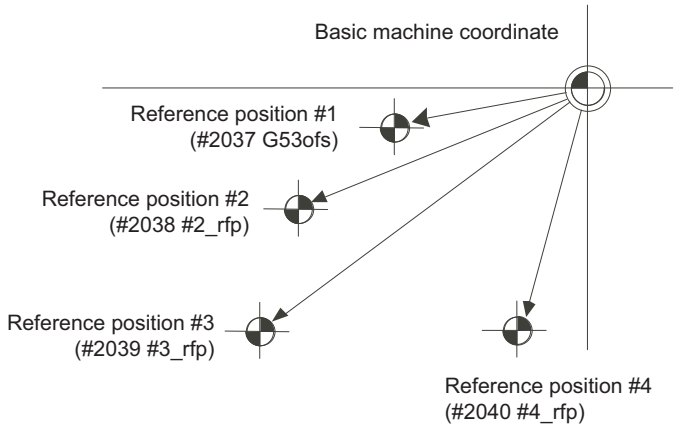 Basic machine coordinate
Reference position #1
(#2037 G53ofs)
Reference position #2
(#2038 #2_rfp)
Reference position #3
(#2039 #3_rfp)
Reference position #4
(#2040 #4_rfp)